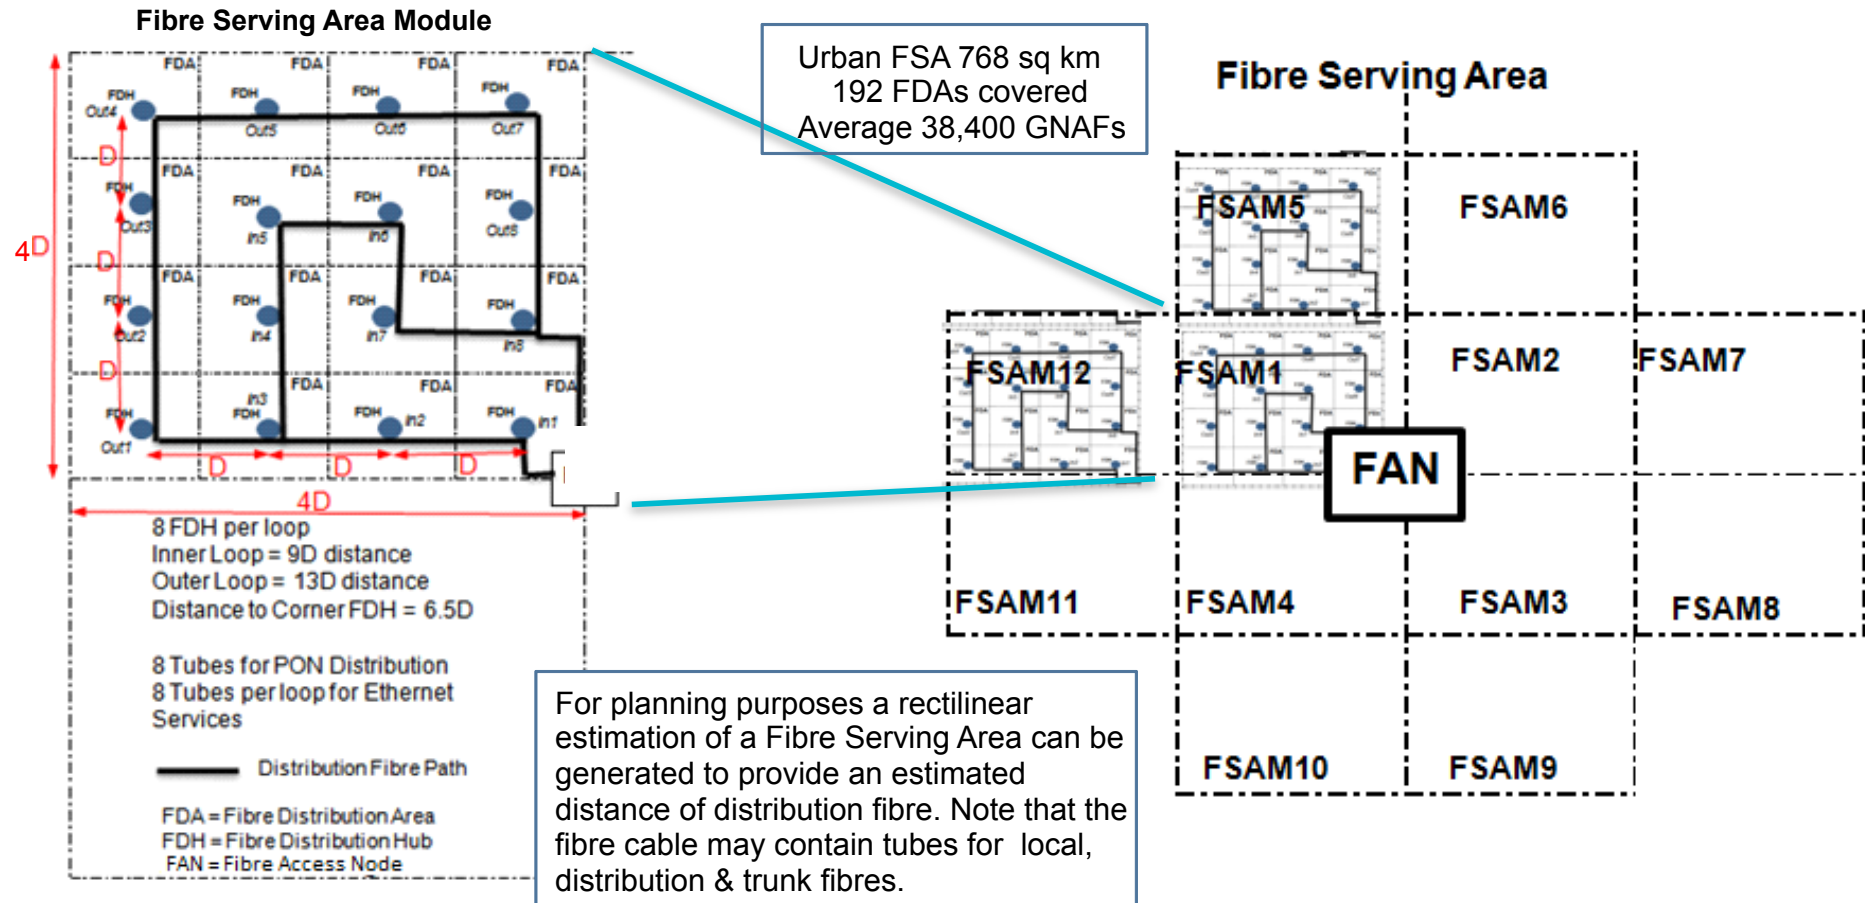 Fibre Serving Area Module
FDA FDA FDA FDA
FDH FDH FDH FDH
Out4 Out5 Out6 Out7
D
FDA FDA FDA FDA
FDH FDH FDH FDH
Out3 In5 In6 Out8
4D
D
FDA FDA FDA FDA
FDH FDH FDH FDH
Out2 In4 In7 In8
D
FDA FDA FDA
In3
FDH FDH FDH FDH
Out1 In2 In1
D D D
4D
8 FDH per loop
Inner Loop = 9D distance
Outer Loop = 13D distance
Distance to Corner FDH = 6.5D
8 Tubes for PON Distribution
8 Tubes per loop for Ethernet
Services
Distribution Fibre Path
FDA = Fibre Distribution Area
FDH = Fibre Distribution Hub
FAN = Fibre Access Node
Urban FSA 768 sq km
192 FDAs covered
Average 38,400 GNAFs
Fibre Serving Area
FSAM5 FSAM6
FSAM12 FSAM1 FSAM2 FSAM7
FAN
FSAM11 FSAM4 FSAM3 FSAM8
FSAM10 FSAM9
For planning purposes a rectilinear
estimation of a Fibre Serving Area can be
generated to provide an estimated
distance of distribution fibre. Note that the
fibre cable may contain tubes for local,
distribution & trunk fibres.